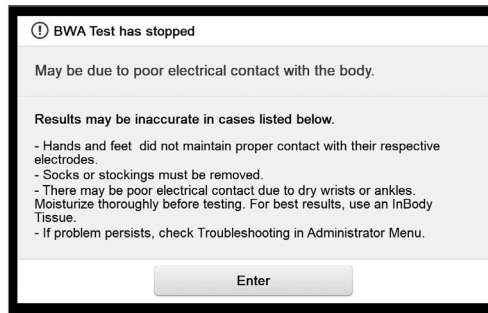 BWA Test has stopped
May be due to poor electrical contact with the body.
Results may be inaccurate in cases listed below.
- Hands and feet did not maintain proper contact with their respective
electrodes.
- Socks or stockings must be removed.
- There may be poor electrical contact due to dry wrists or ankles.
Moisturize thoroughly before testing. For best results, use an InBody
Tissue.
- If problem persists, check Troubleshooting in Administrator Menu.
Enter